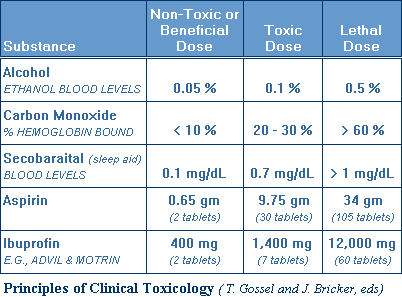 Substance Non-Toxic or Beneficial Dose Toxic Dose Lethal Dose
Alcohol
ETHANOL BLOOD LEVELS 0.05 % 0.1 % 0.5 %
Carbon Monoxide
% HEMOGLOBIN BOUND < 10 % 20 - 30 % > 60 %
Secobaraital (sleep aid)
BLOOD LEVELS 0.1 mg/dL 0.7 mg/dL > 1 mg/dL
Aspirin 0.65 gm 9.75 gm 34 gm
(2 tablets) (30 tablets) (105 tablets)
Ibuprofin 400 mg 1,400 mg 12,000 mg
E.G., ADVIL & MOTRIN (2 tablets) (7 tablets) (60 tablets)
Principles of Clinical Toxicology ( T. Gossel and J. Bricker, eds)